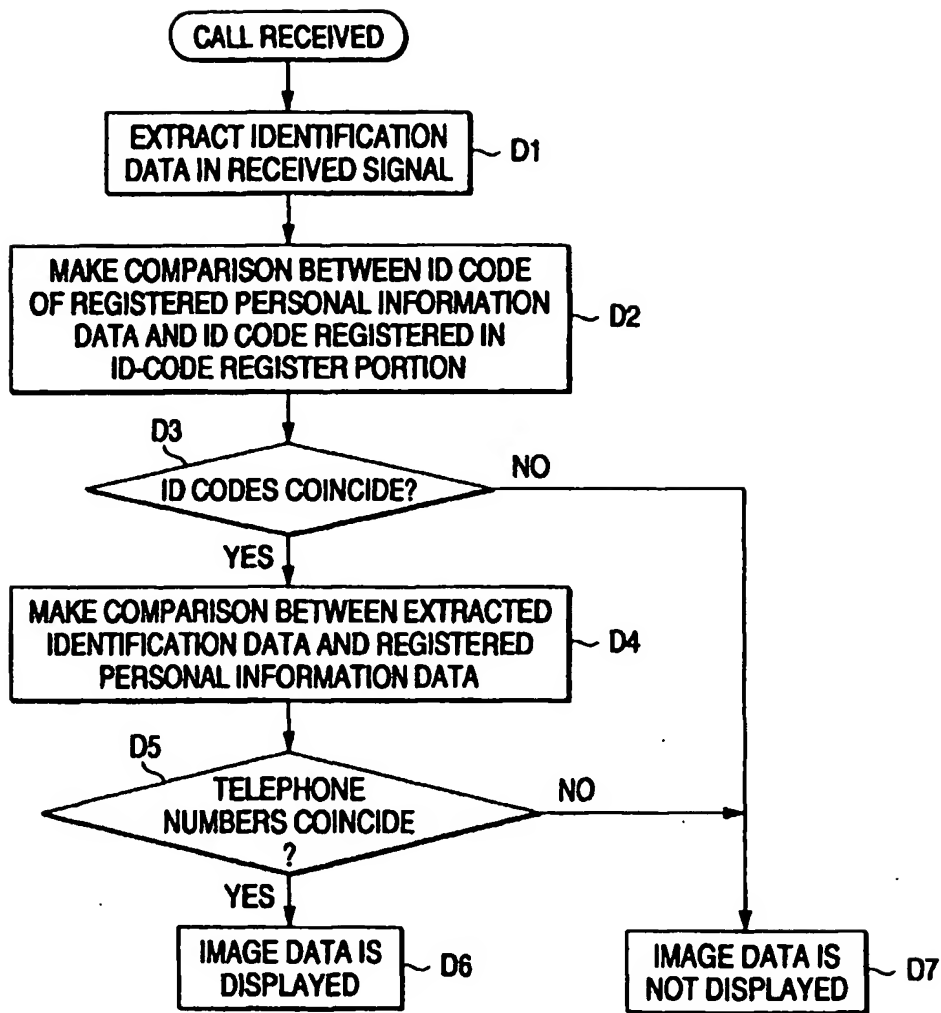 CALL RECEIVED
EXTRACT IDENTIFICATION
DATA IN RECEIVED SIGNAL
D1
MAKE COMPARISON BETWEEN ID CODE
OF REGISTERED PERSONAL INFORMATION
DATA AND ID CODE REGISTERED IN
ID-CODE REGISTER PORTION
D2
D3
ID CODES COINCIDE?
NO
YES
MAKE COMPARISON BETWEEN EXTRACTED
IDENTIFICATION DATA AND REGISTERED
PERSONAL INFORMATION DATA
D4
D5
TELEPHONE
NUMBERS COINCIDE
?
NO
YES
IMAGE DATA IS
DISPLAYED
D6
IMAGE DATA IS
NOT DISPLAYED
D7